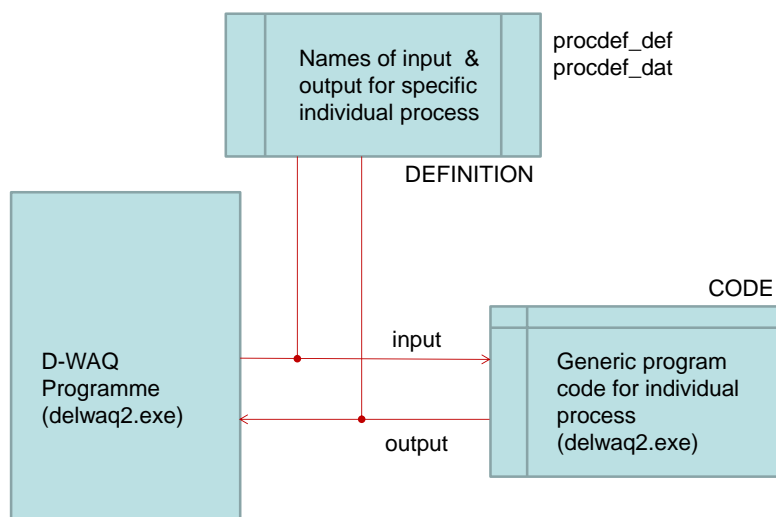 Names of input &
output for specific
individual process
procdef_def
procdef_dat
DEFINITION
CODE
input
D-WAQ
Programme
(delwaq2.exe)
Generic program
code for individual
process
(delwaq2.exe)
output